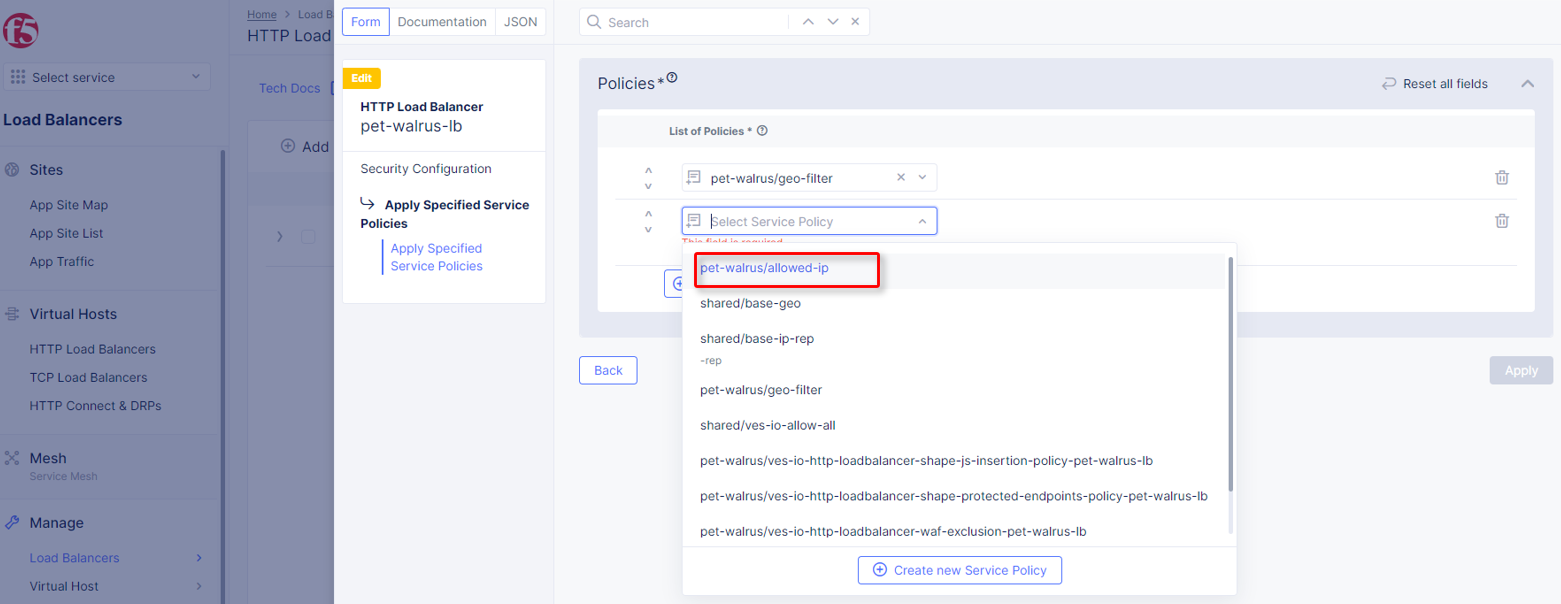 f5
Select service
Load Balancers
Sites
App Site Map
App Site List
App Traffic
Virtual Hosts
HTTP Load Balancers
TCP Load Balancers
HTTP Connect & DRPs
Mesh
Service Mesh
Manage
Load Balancers
Virtual Host
Home > Load B
HTTP Load
Tech Docs
Add
Form
Documentation
JSON
Edit
HTTP Load Balancer
pet-walrus-lb
Security Configuration
Apply Specified Service
Policies
Apply Specified
Service Policies
Search
Policies *
Reset all fields
List of Policies *
pet-walrus/geo-filter
Select Service Policy
This field is required
pet-walrus/allowed-ip
shared/base-geo
shared/base-ip-rep
-rep
pet-walrus/geo-filter
shared/ves-io-allow-all
pet-walrus/ves-io-http-loadbalancer-shape-js-insertion-policy-pet-walrus-lb
pet-walrus/ves-io-http-loadbalancer-shape-protected-endpoints-policy-pet-walrus-lb
pet-walrus/ves-io-http-loadbalancer-waf-exclusion-pet-walrus-lb
Create new Service Policy
Back
Apply